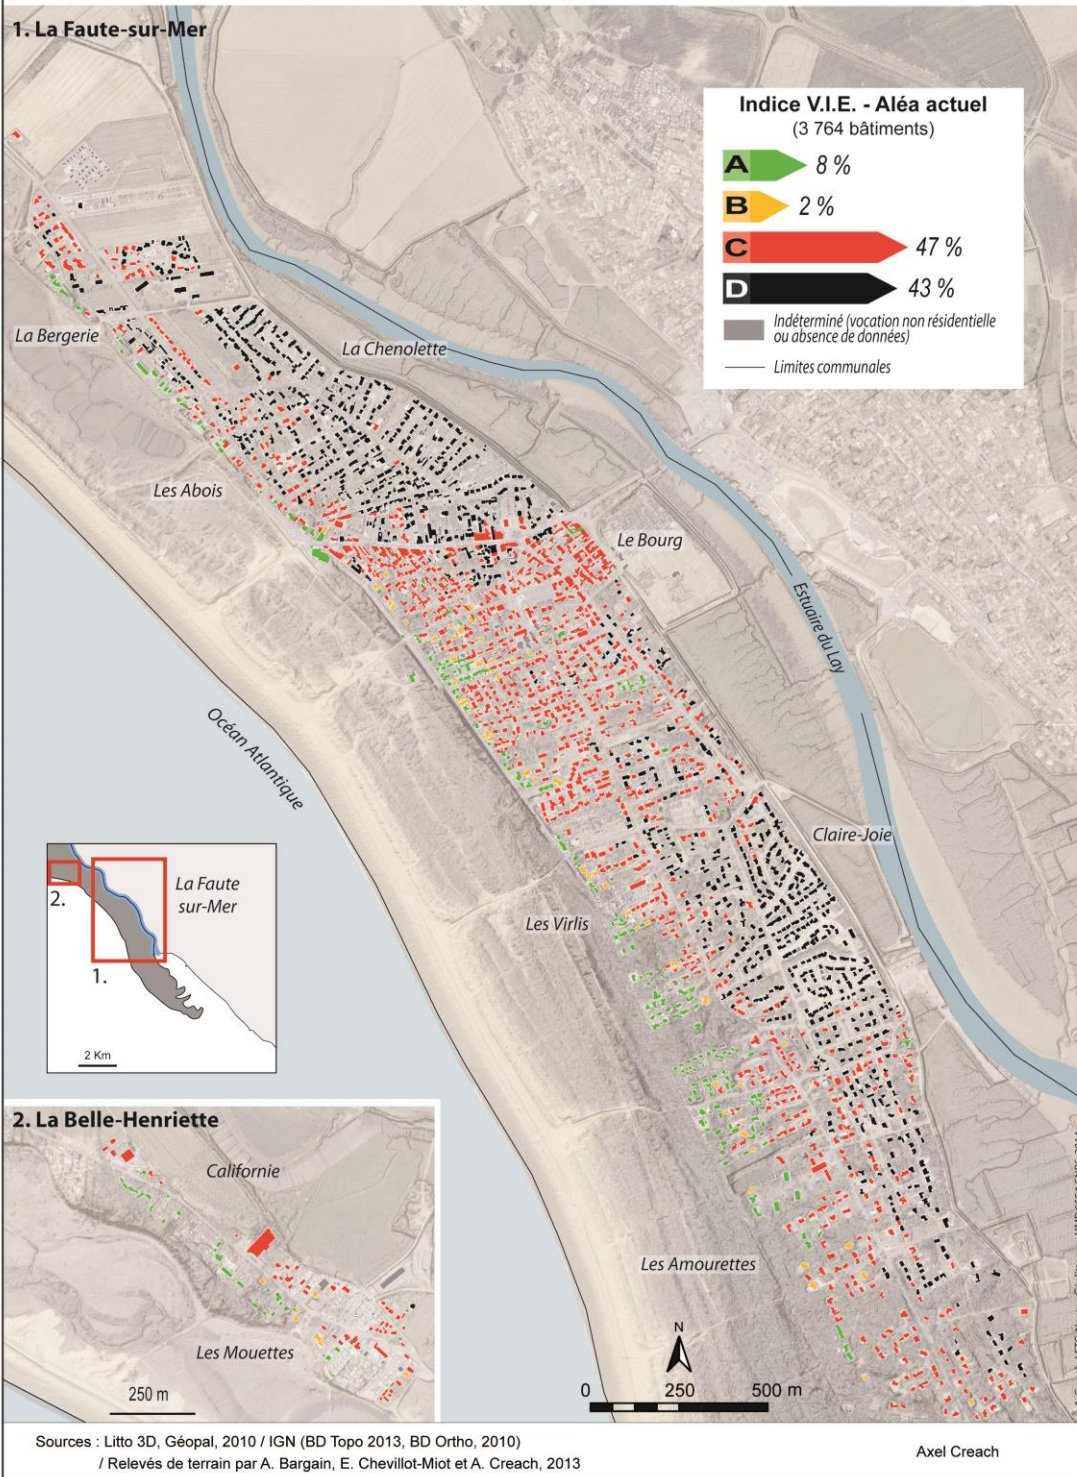 1. La Faute-sur-Mer
Indice V.I.E. - Aléa actuel
(3 764 bâtiments)
A 8 %
B 2 %
C 47 %
D 43 %
Indéterminé (vocation non résidentielle
ou absence de données)
Limites communales
La Bergerie
La Chenolette
Les Abois
Le Bourg
Estuaire du Lay
Océan Atlantique
Claire-Joie
La Faute
sur-Mer
2.
1.
2 Km
Les Virlis
2. La Belle-Henriette
Californie
Les Mouettes
250 m
Les Amourettes
N
0 250 500 m
Sources : Litto 3D, Géopal, 2010 / IGN (BD Topo 2013, BD Ortho, 2010)
/ Relevés de terrain par A. Bargain, E. Chevillot-Miot et A. Creach, 2013
Axel Creach